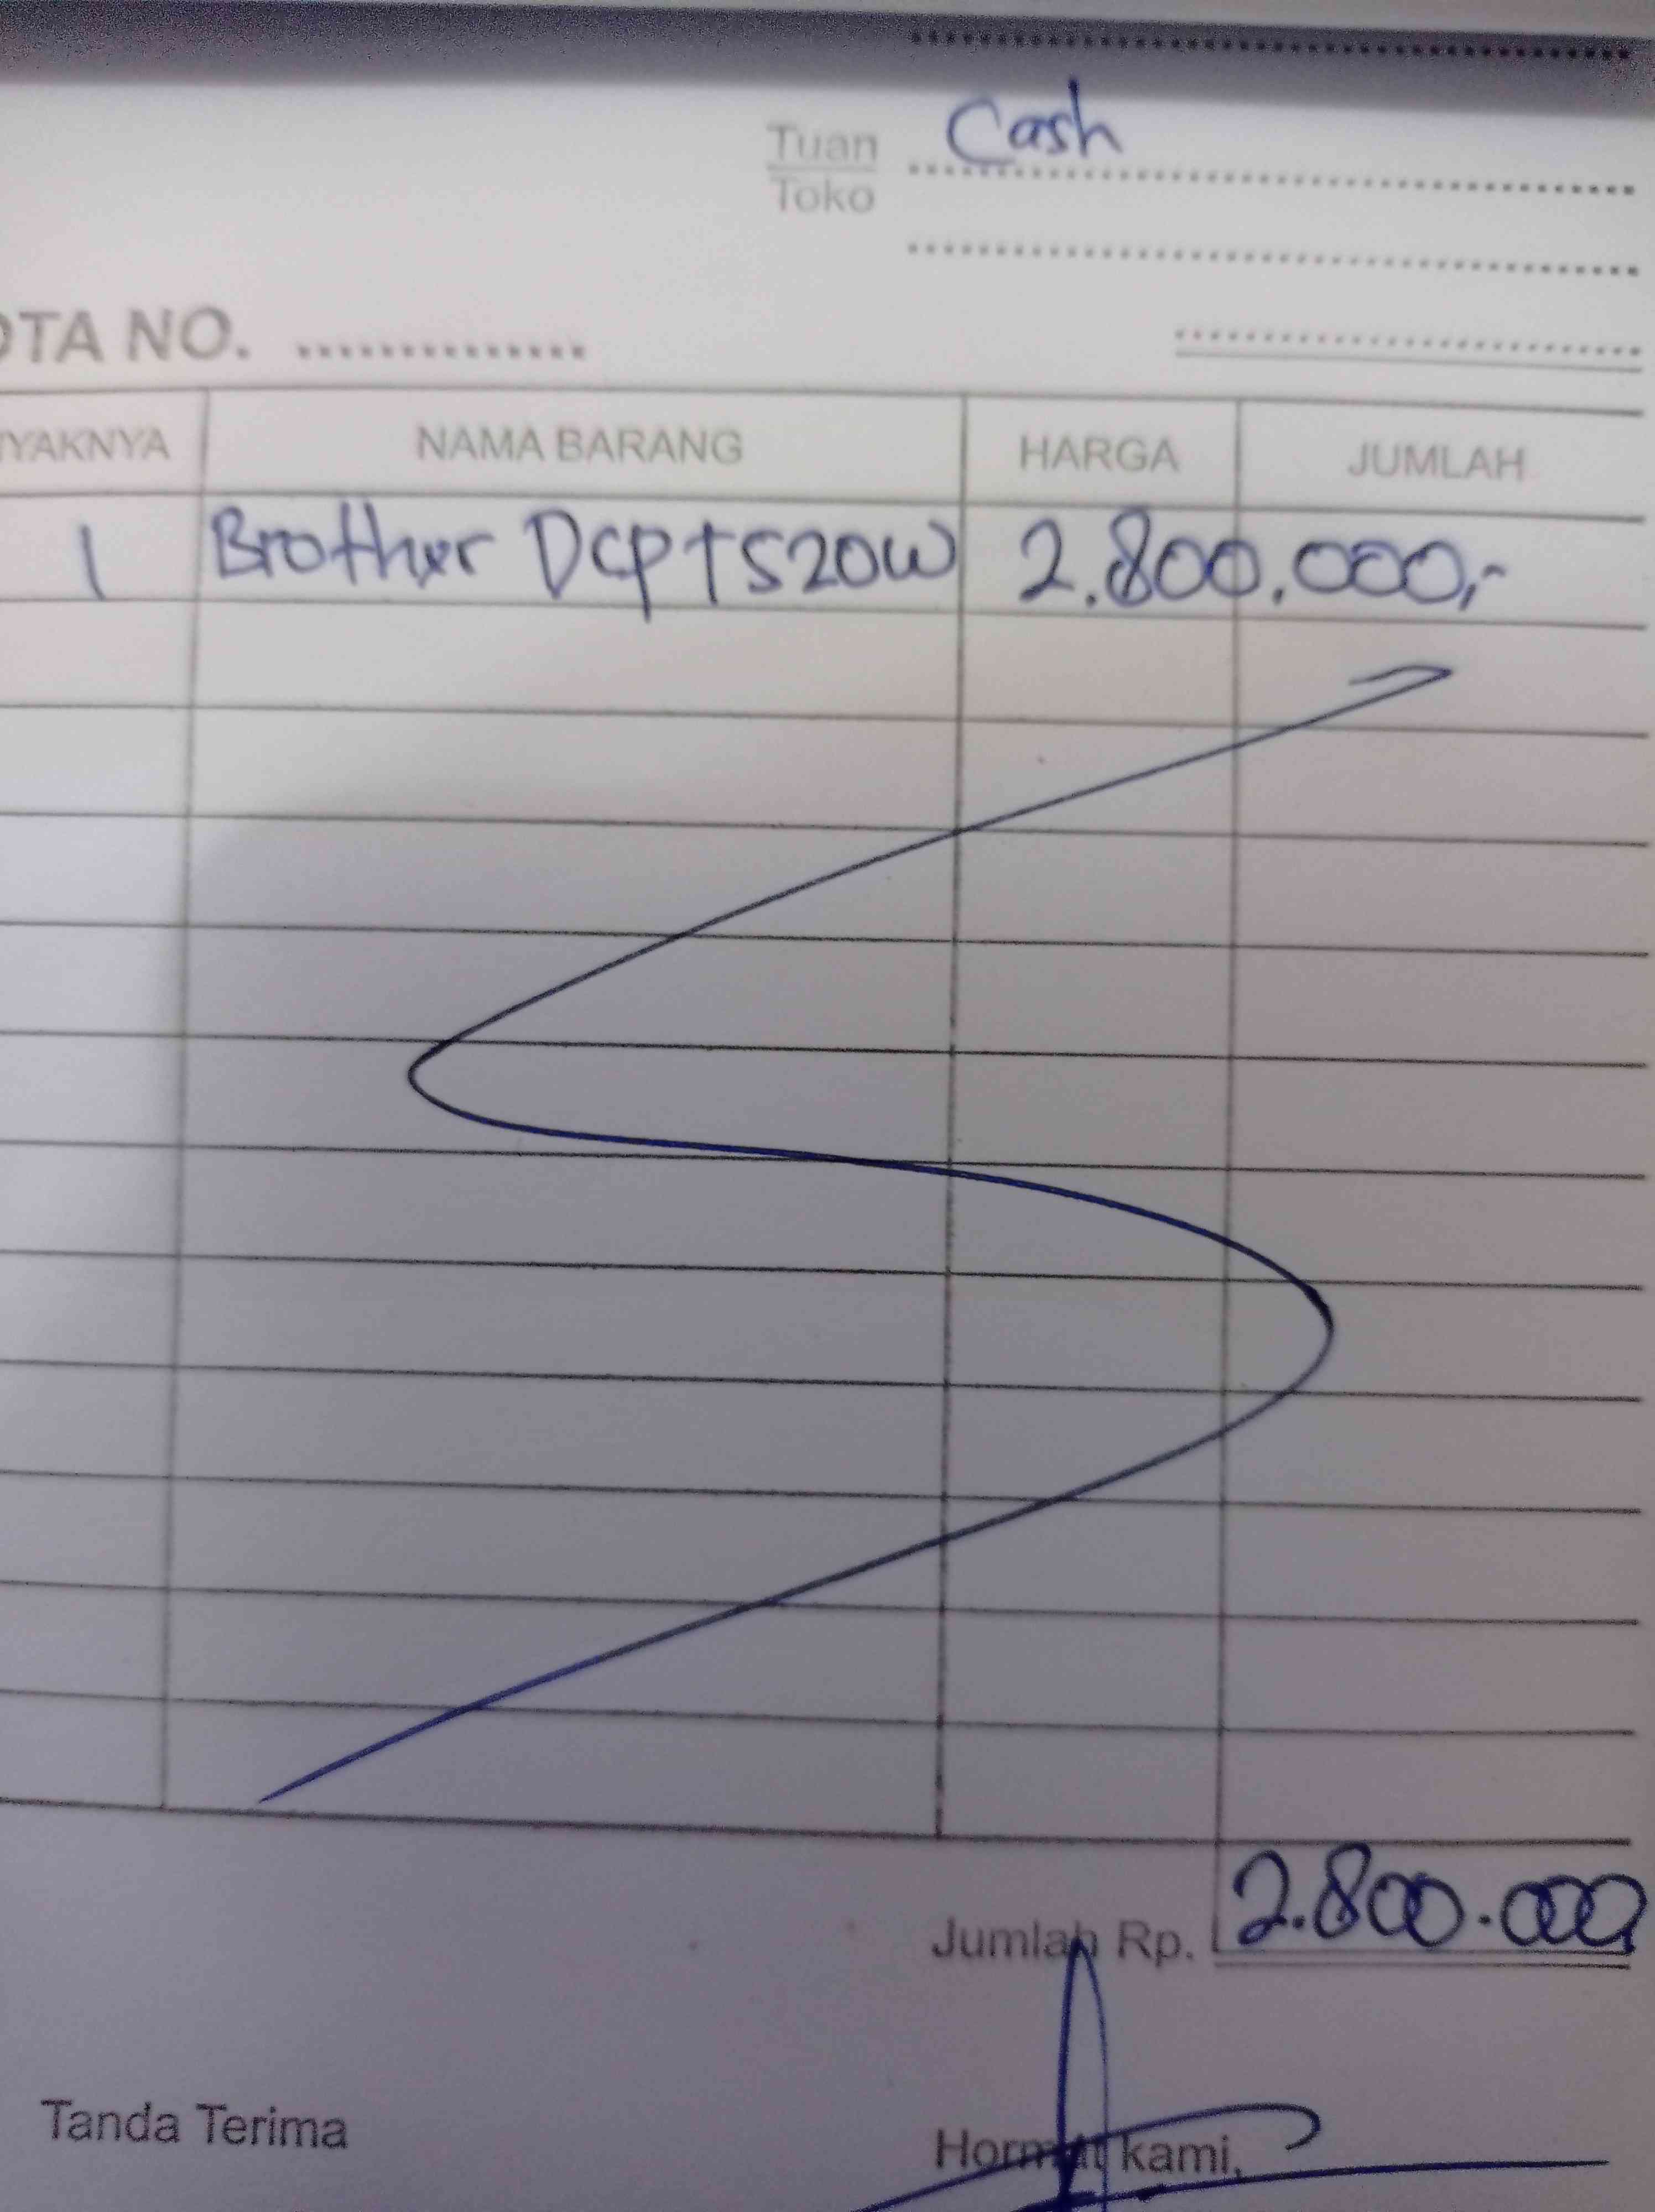 Cash
Tuan
Toko
OTA NO.
YAKNYA NAMA BARANG HARGA JUMLAH
1 Brother Dcp T520W 2.800.000,-
Jumlah Rp. 2.800.000
Tanda Terima Hormat kami,